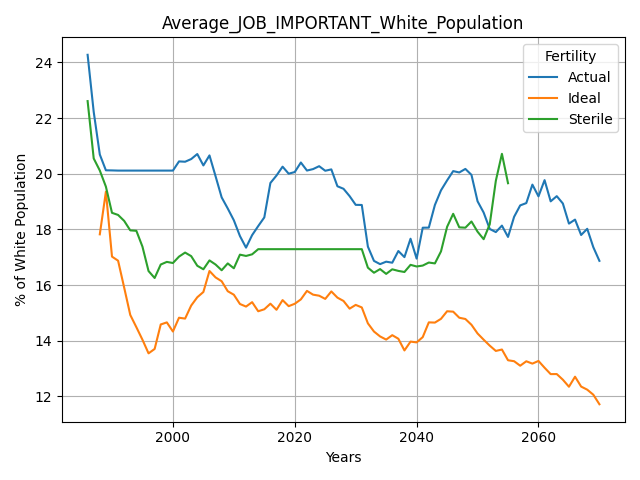 Average_JOB_IMPORTANT_White_Population
% of White Population
24
22
20
18
16
14
12
2000
2020
2040
2060
Years
Fertility
Actual
Ideal
Sterile